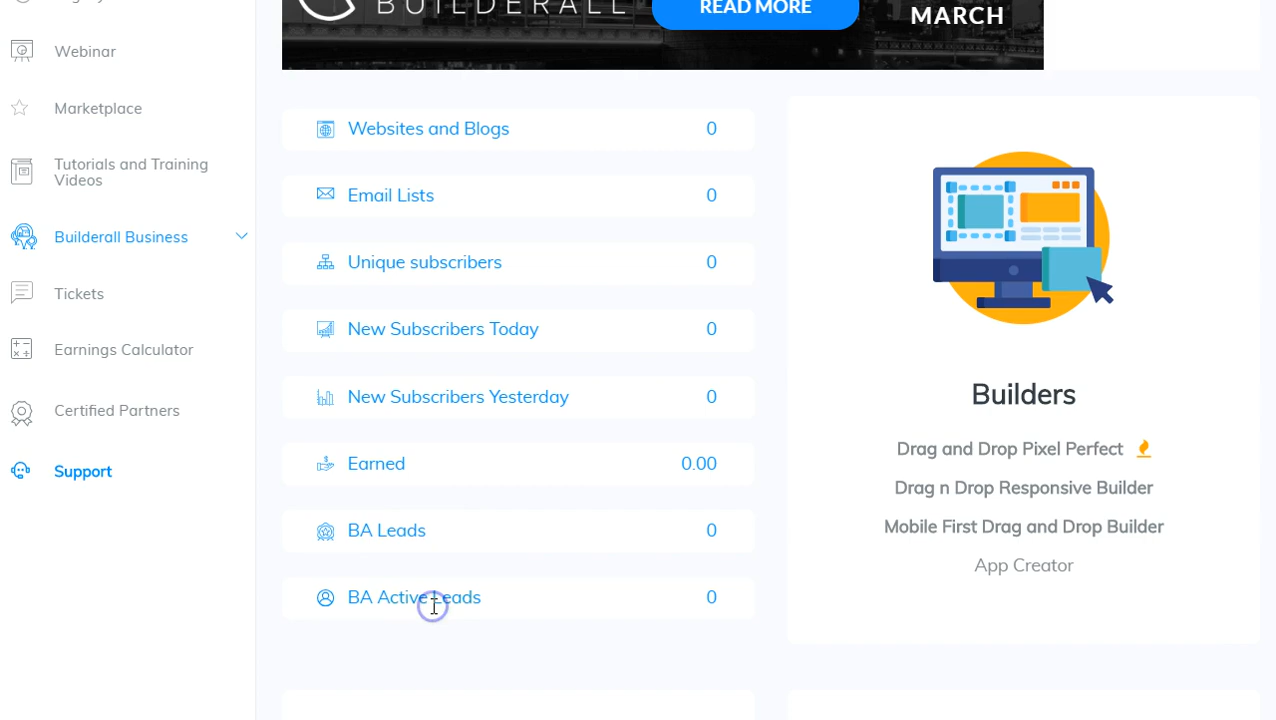 BUILDERALL
READ MORE
MARCH
Webinar
Marketplace
Tutorials and Training
Videos
Builderall Business
Tickets
Earnings Calculator
Certified Partners
Support
Websites and Blogs 0
Email Lists 0
Unique subscribers 0
New Subscribers Today 0
New Subscribers Yesterday 0
Earned 0.00
BA Leads 0
BA Active Leads 0
Builders
Drag and Drop Pixel Perfect
Drag n Drop Responsive Builder
Mobile First Drag and Drop Builder
App Creator